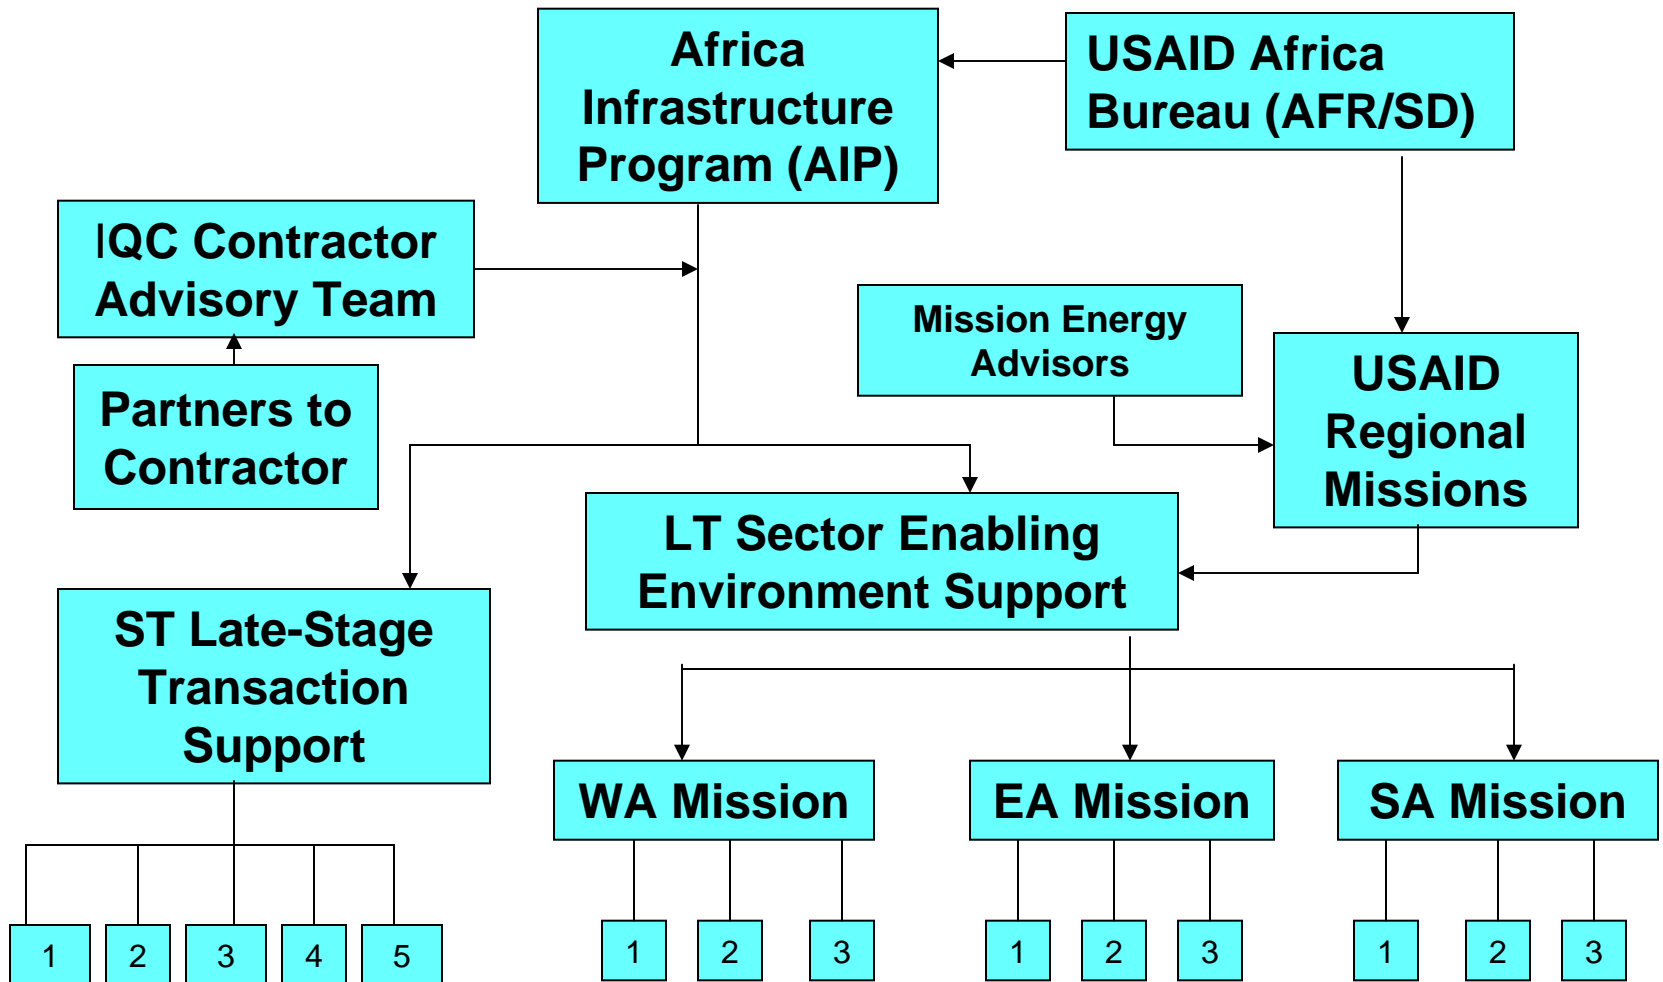 Africa
Infrastructure
Program (AIP)
USAID Africa
Bureau (AFR/SD)
IQC Contractor
Advisory Team
Mission Energy
Advisors
USAID
Regional
Missions
Partners to
Contractor
LT Sector Enabling
Environment Support
ST Late-Stage
Transaction
Support
WA Mission
EA Mission
SA Mission
1
2
3
4
5
1
2
3
1
2
3
1
2
3